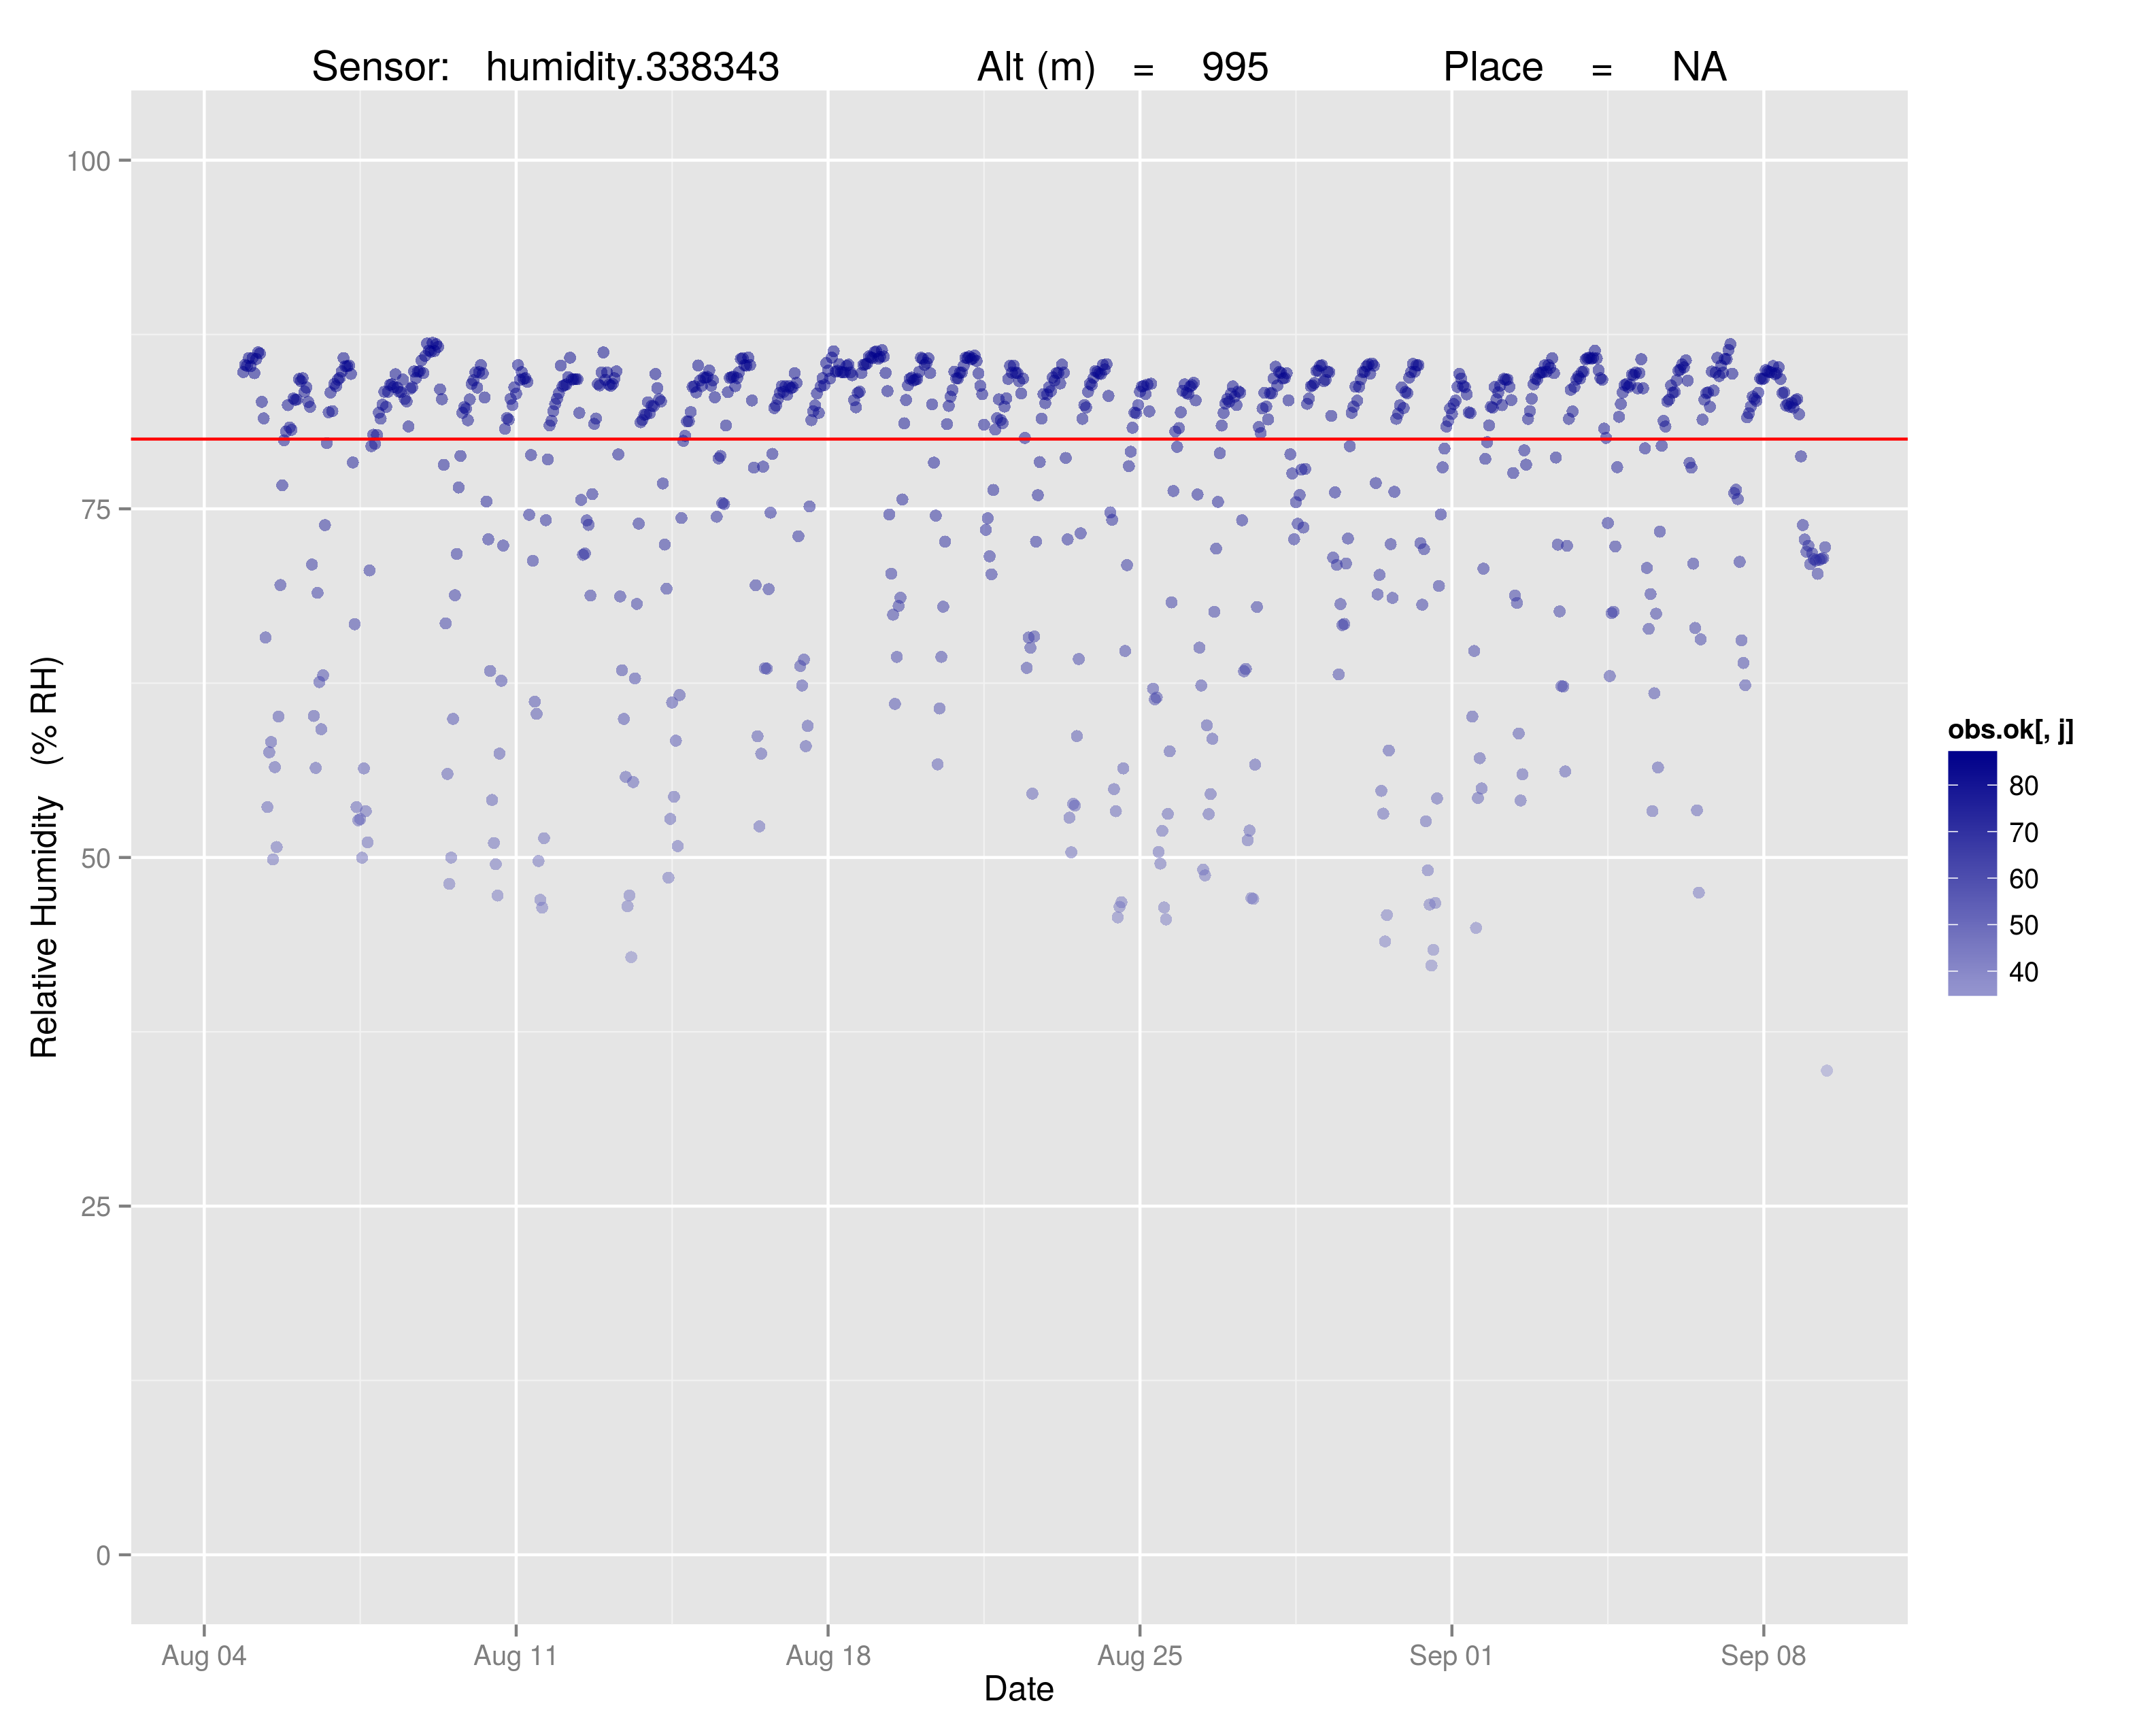 Sensor: humidity.338343 Alt (m) = 995 Place = NA
100
75
50
25
0
Relative Humidity (% RH)
Aug 04 Aug 11 Aug 18 Aug 25 Sep 01 Sep 08
Date
obs.ok[, j]
80
70
60
50
40